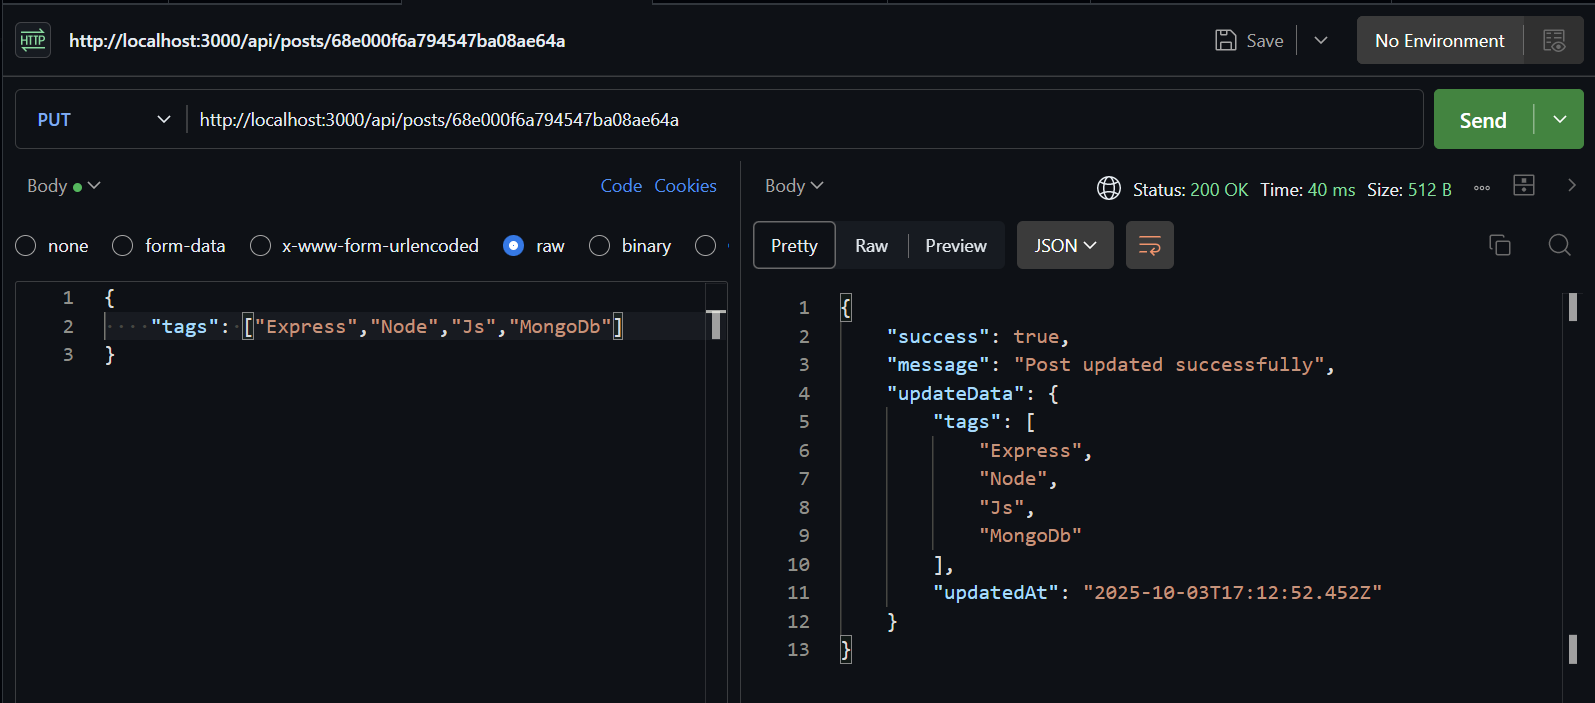 HTTP http://localhost:3000/api/posts/68e000f6a794547ba08ae64a Save No Environment
PUT http://localhost:3000/api/posts/68e000f6a794547ba08ae64a Send
Body Code Cookies
none form-data x-www-form-urlencoded raw binary
1 {
2 ····"tags":·["Express","Node","Js","MongoDb"]
3 }
Body Status: 200 OK Time: 40 ms Size: 512 B
Pretty Raw Preview JSON
1 {
2 "success": true,
3 "message": "Post updated successfully",
4 "updateData": {
5 "tags": [
6 "Express",
7 "Node",
8 "Js",
9 "MongoDb"
10 ],
11 "updatedAt": "2025-10-03T17:12:52.452Z"
12 }
13 }